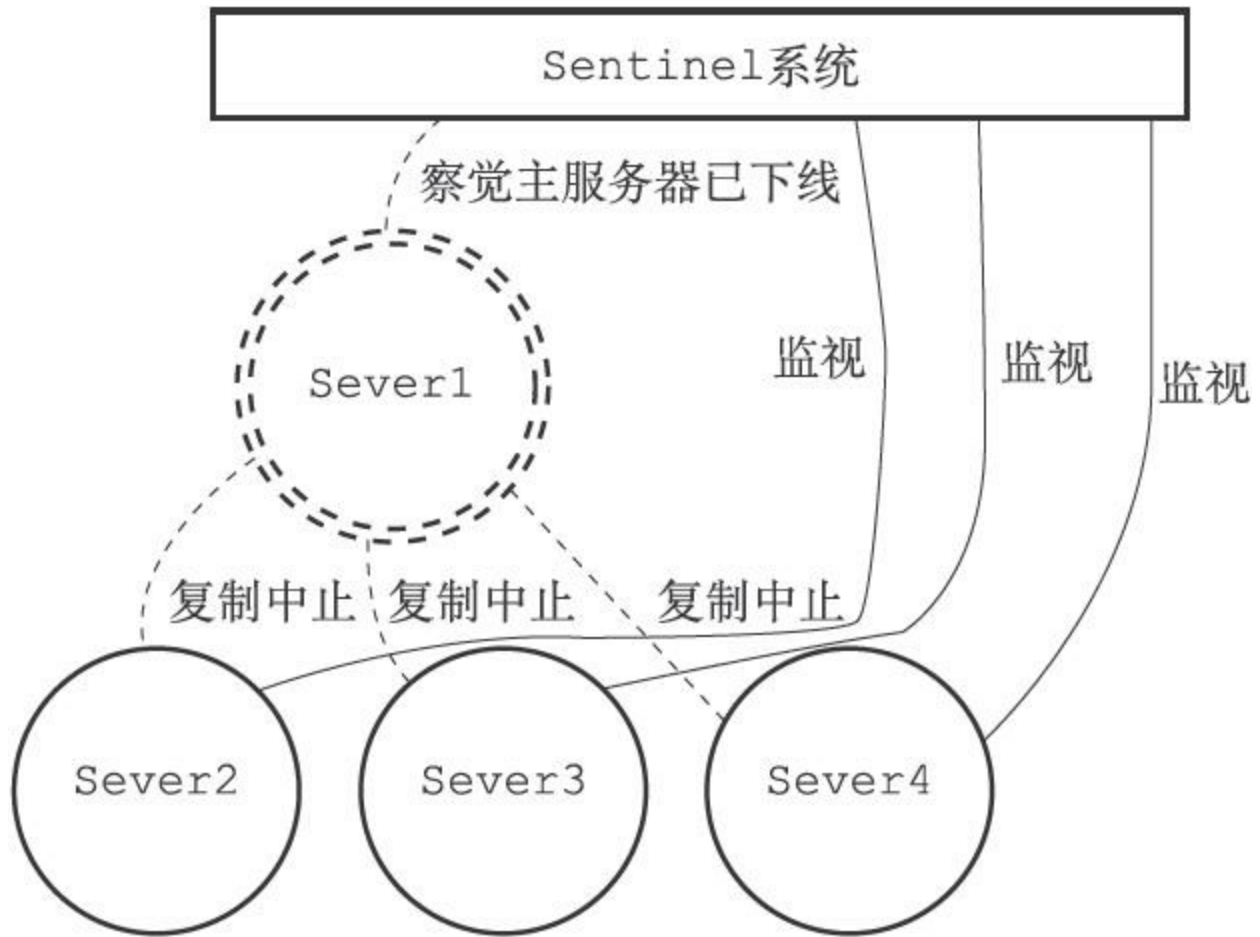 Sentinel系统
察觉主服务器已下线
Sever1
监视
监视
监视
复制中止
复制中止
复制中止
Sever2
Sever3
Sever4